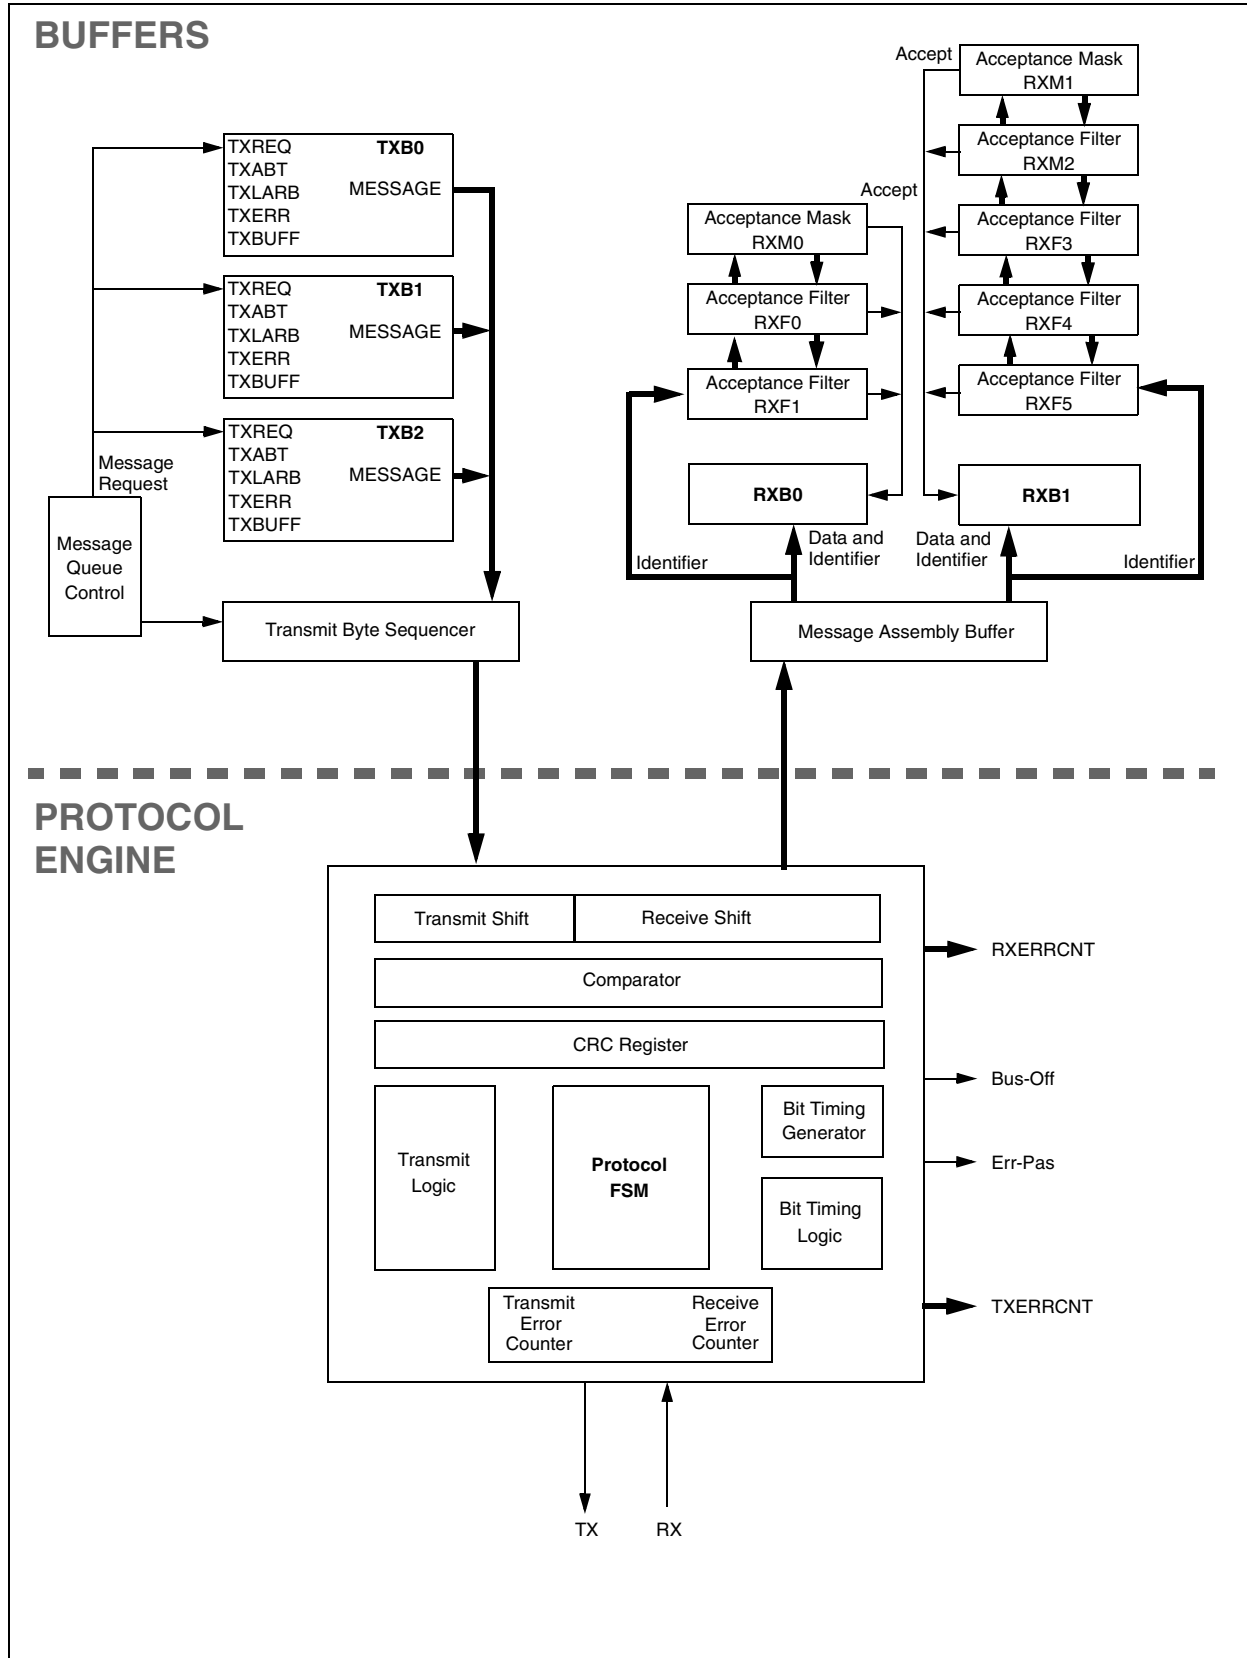 BUFFERS
TXREQ TXB0
TXABT
TXLARB MESSAGE
TXERR
TXBUFF
TXREQ TXB1
TXABT
TXLARB MESSAGE
TXERR
TXBUFF
TXREQ TXB2
TXABT
TXLARB MESSAGE
TXERR
TXBUFF
Message
Request
Message
Queue
Control
Transmit Byte Sequencer
Accept
Acceptance Mask
RXM1
Acceptance Filter
RXM2
Accept
Acceptance Mask
RXM0
Acceptance Filter
RXF3
Acceptance Filter
RXF0
Acceptance Filter
RXF4
Acceptance Filter
RXF1
Acceptance Filter
RXF5
RXB0
RXB1
Identifier
Data and
Identifier
Data and
Identifier
Identifier
Message Assembly Buffer
PROTOCOL
ENGINE
Transmit Shift
Receive Shift
Comparator
CRC Register
Transmit
Logic
Protocol
FSM
Bit Timing
Generator
Bit Timing
Logic
Transmit
Error
Counter
Receive
Error
Counter
RXERRCNT
Bus-Off
Err-Pas
TXERRCNT
TX
RX